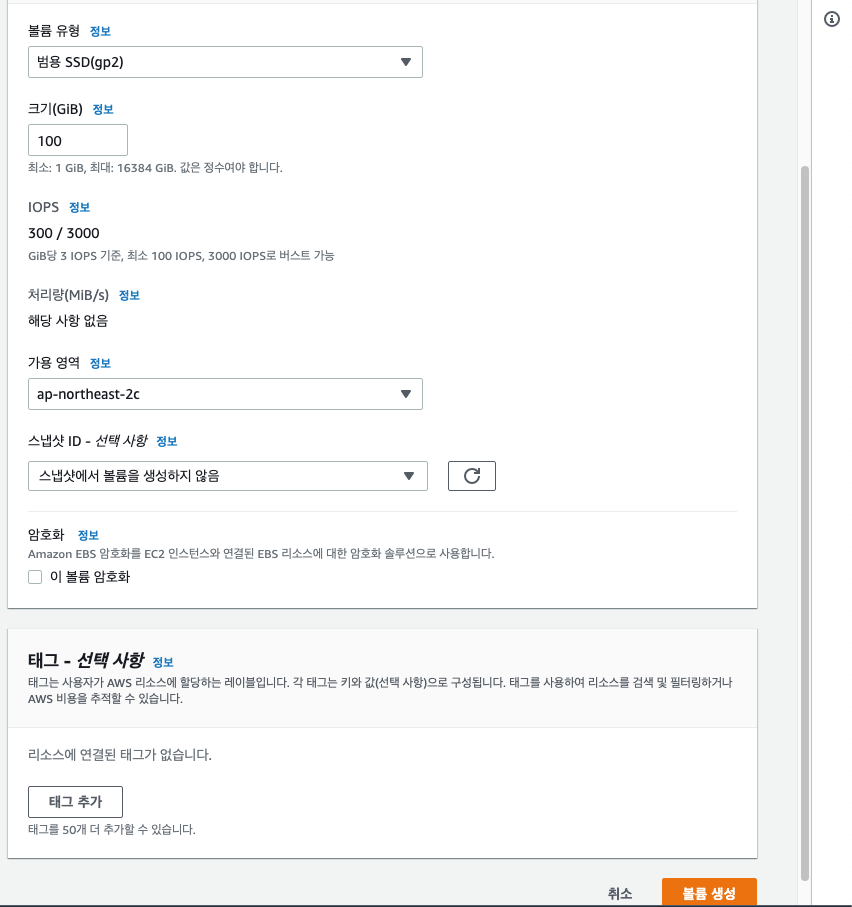 볼륨 유형 정보
범용 SSD(gp2)
크기(GiB) 정보
100
최소: 1 GiB, 최대: 16384 GiB. 값은 정수여야 합니다.
IOPS 정보
300 / 3000
GiB당 3 IOPS 기준, 최소 100 IOPS, 3000 IOPS로 버스트 가능
처리량(MiB/s) 정보
해당 사항 없음
가용 영역 정보
ap-northeast-2c
스냅샷 ID - 선택 사항 정보
스냅샷에서 볼륨을 생성하지 않음
암호화 정보
Amazon EBS 암호화를 EC2 인스턴스와 연결된 EBS 리소스에 대한 암호화 솔루션으로 사용합니다.
이 볼륨 암호화
태그 - 선택 사항 정보
태그는 사용자가 AWS 리소스에 할당하는 레이블입니다. 각 태그는 키와 값(선택 사항)으로 구성됩니다. 태그를 사용하여 리소스를 검색 및 필터링하거나
AWS 비용을 추적할 수 있습니다.
리소스에 연결된 태그가 없습니다.
태그 추가
태그를 50개 더 추가할 수 있습니다.
취소 볼륨 생성